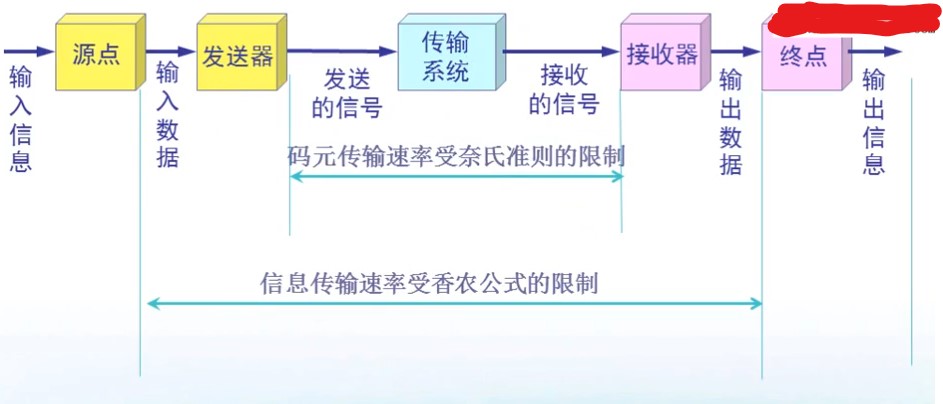 源点
发送器
传输
系统
接收器
终点
输入信息
输入数据
发送
的信号
接收
的信号
输出数据
输出信息
码元传输速率受奈氏准则的限制
信息传输速率受香农公式的限制